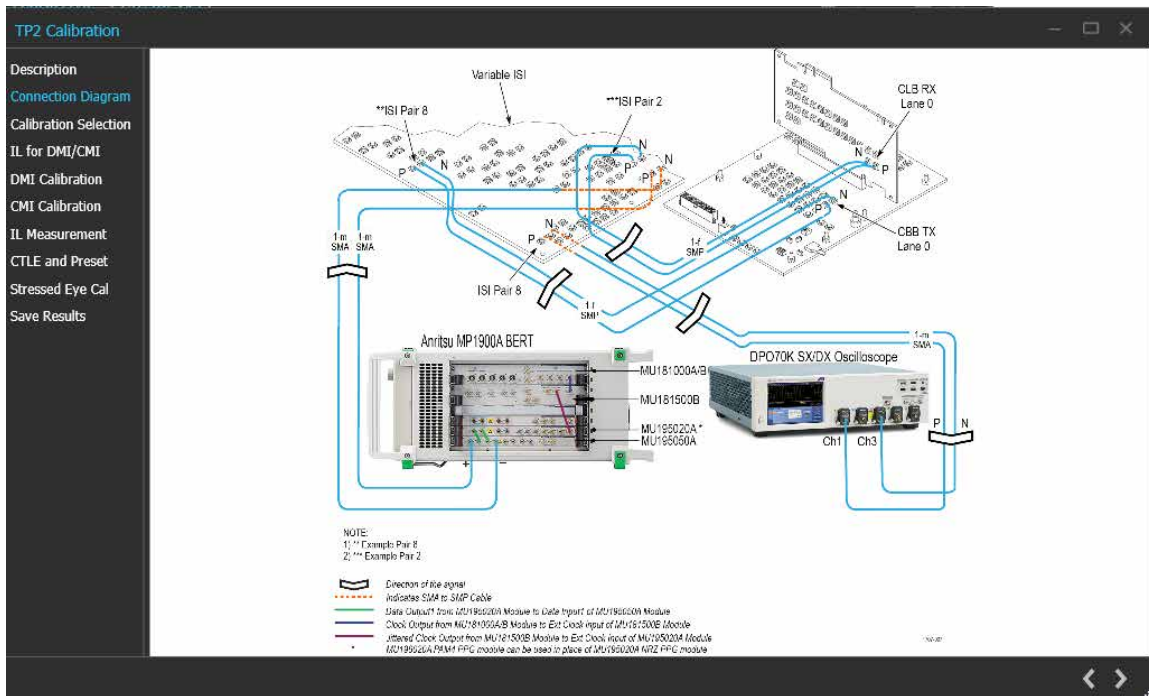 TP2 Calibration
Description
Connection Diagram
Calibration Selection
IL for DMI/CMI
DMI Calibration
CMI Calibration
IL Measurement
CTLE and Preset
Stressed Eye Cal
Save Results
Variable ISI
**ISI Pair 8
***ISI Pair 2
CLB RX
Lane 0
N
P
N
P
N
P
N
P
N
P
CBB TX
Lane 0
1-m
SMA
1-m
SMA
1-f
SMP
ISI Pair 8
1-f
SMP
1-m
SMA
Anritsu MP1900A BERT
DPO70K SX/DX Oscilloscope
MU181000A/B
MU181500B
MU195020A*
MU195050A
+
–
Ch1
Ch3
P
N
NOTE:
1) ** Example Pair 8
2) *** Example Pair 2
Direction of the signal
Indicates SMA to SMP Cable
Data Output1 from MU195020A Module to Data Input1 of MU195050A Module
Clock Output from MU181000A/B Module to Ext Clock Input of MU181500B Module
Jittered Clock Output from MU181500B Module to Ext Clock Input of MU195020A Module
* MU196020A PAM4 PPG module can be used in place of MU195020A NRZ PPG module